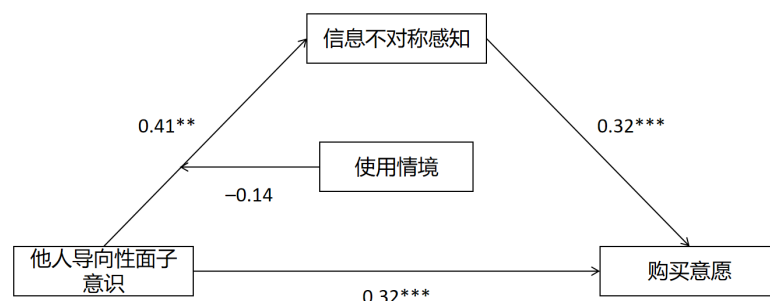 信息不对称感知
0.41**
0.32***
使用情境
–0.14
他人导向性面子
意识
购买意愿
0.32***